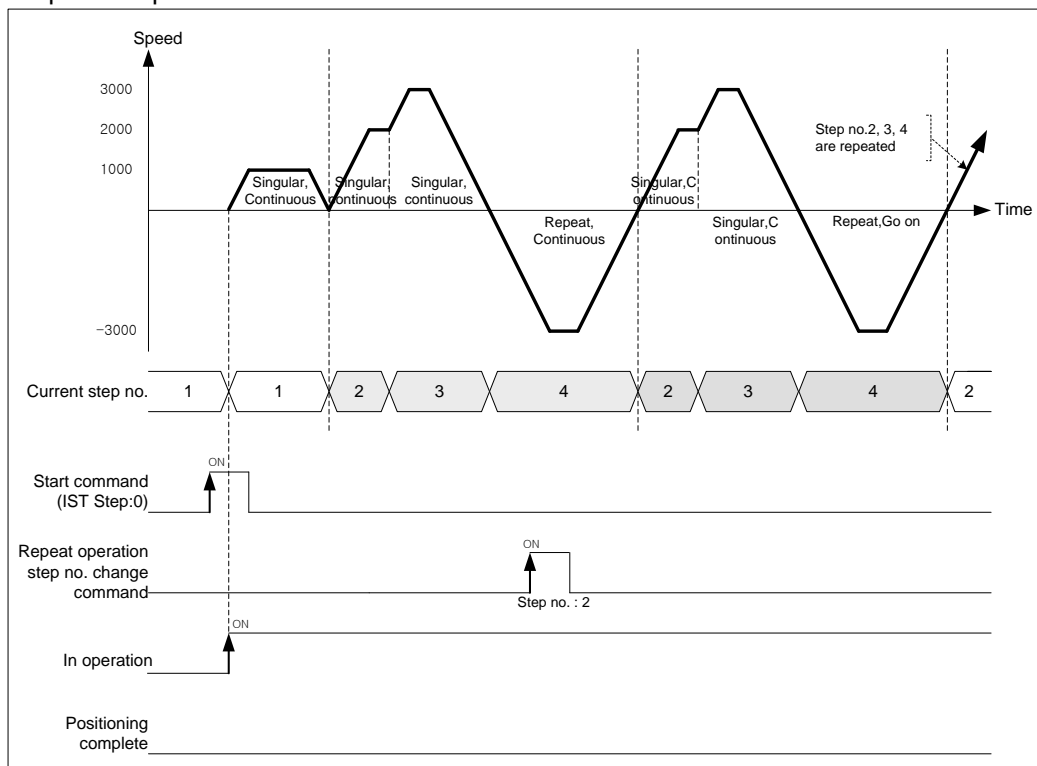 Speed
3000
2000
1000
-3000
Singular,
Continuous
Singular,
continuous
Singular,
continuous
Repeat,
Continuous
Singular,C
ontinuous
Singular,C
ontinuous
Repeat,Go on
Step no.2, 3, 4
are repeated
Time
Current step no.
1
1
2
3
4
2
3
4
2
Start command
(IST Step:0)
ON
Repeat operation
step no. change
command
ON
Step no. : 2
In operation
ON
Positioning
complete